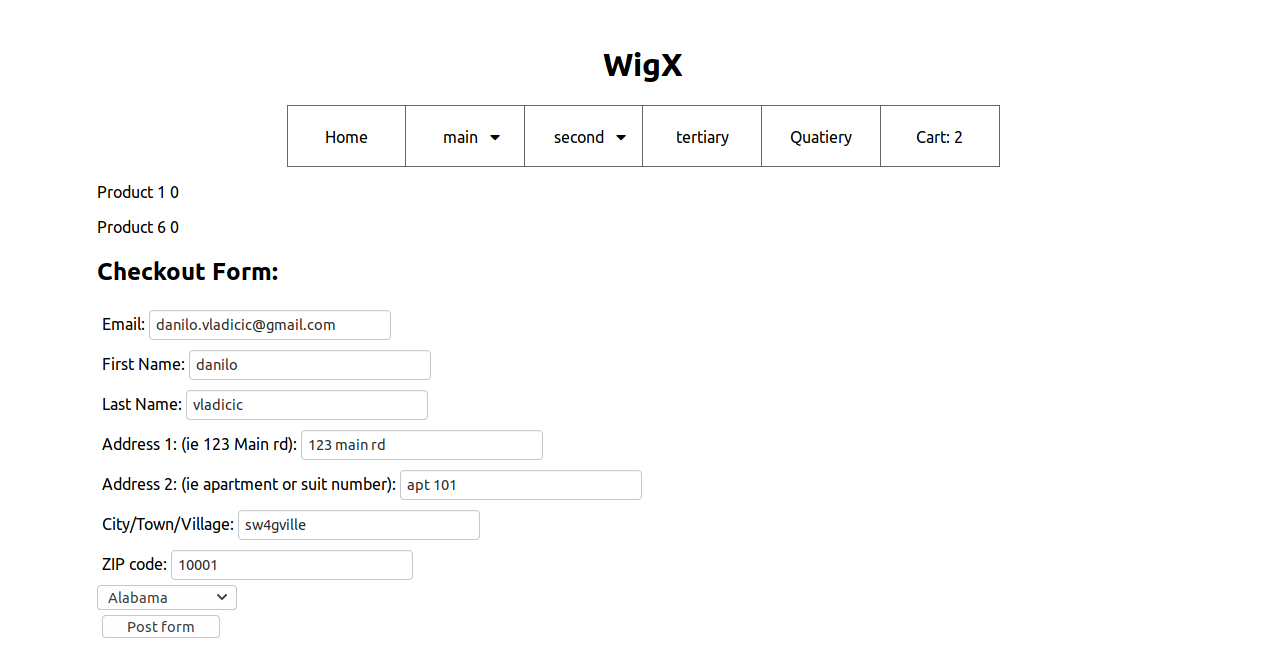 WigX
Home main second tertiary Quatiery Cart: 2
Product 1 0
Product 6 0
Checkout Form:
Email: danilo.vladicic@gmail.com
First Name: danilo
Last Name: vladicic
Address 1: (ie 123 Main rd): 123 main rd
Address 2: (ie apartment or suit number): apt 101
City/Town/Village: sw4gville
ZIP code: 10001
Alabama
Post form